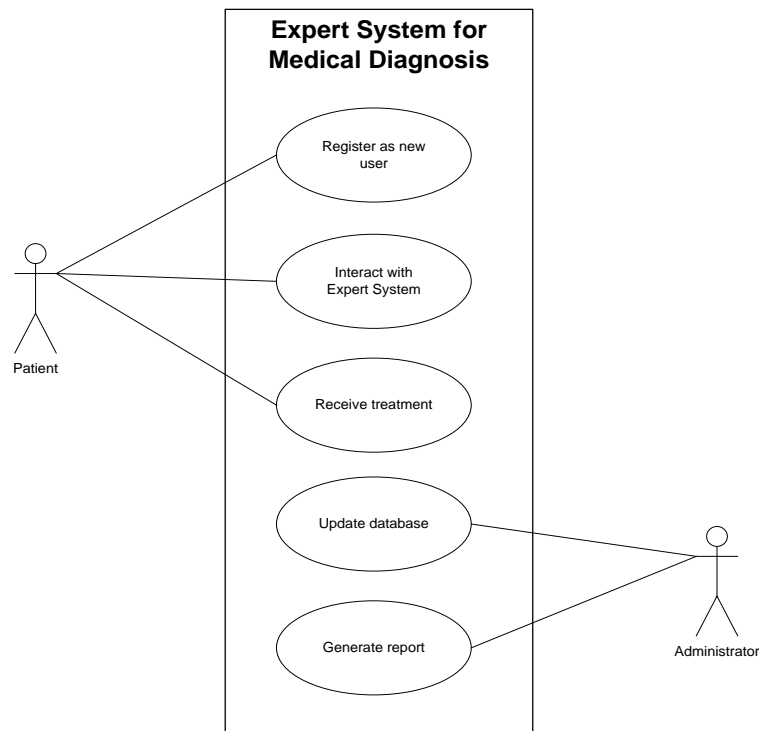 Expert System for
Medical Diagnosis
Register as new
user
Interact with
Expert System
Patient
Receive treatment
Update database
Generate report
Administrator